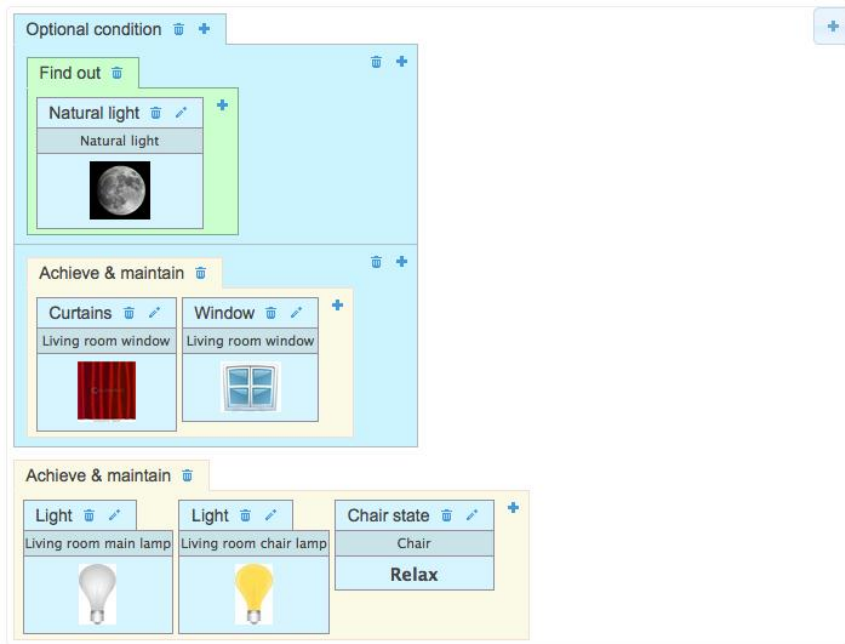 Optional condition
Find out
Natural light
Natural light
Achieve & maintain
Curtains
Living room window
Window
Living room window
Achieve & maintain
Light
Living room main lamp
Light
Living room chair lamp
Chair state
Chair
Relax